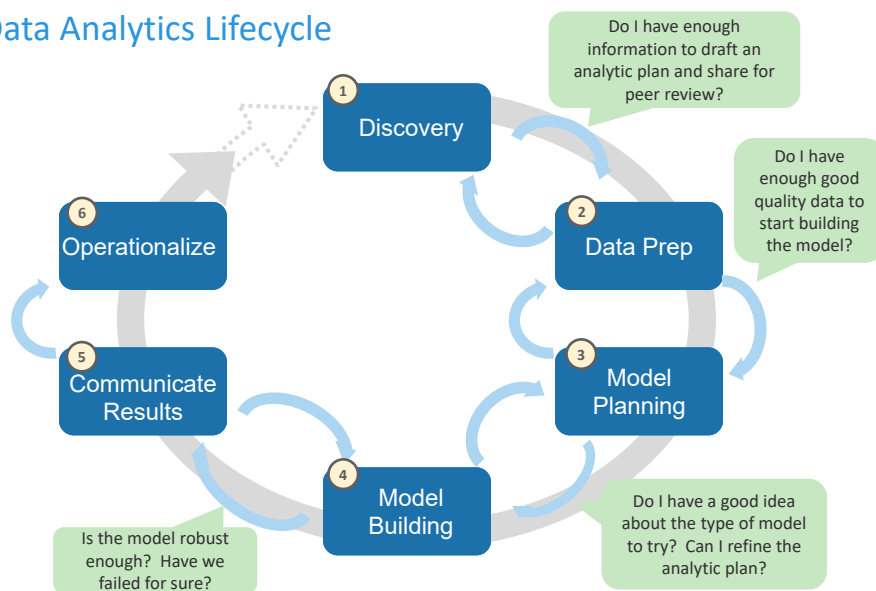 Data Analytics Lifecycle
Do I have enough
information to draft an
analytic plan and share for
peer review?
1
Discovery
Do I have
enough good
quality data to
start building
the model?
2
Data Prep
6
Operationalize
3
Model
Planning
5
Communicate
Results
4
Model
Building
Do I have a good idea
about the type of model
to try? Can I refine the
analytic plan?
Is the model robust
enough? Have we
failed for sure?